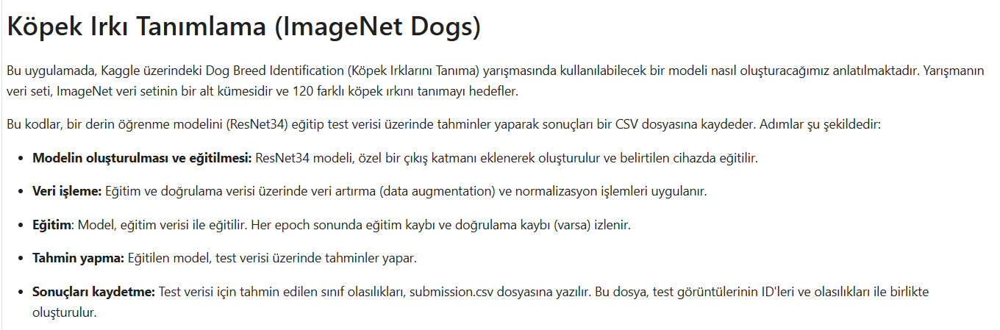 Köpek Irkı Tanımlama (ImageNet Dogs)
Bu uygulamada, Kaggle üzerindeki Dog Breed Identification (Köpek Irklarını Tanıma) yarışmasında kullanılabilecek bir modeli nasıl oluşturacağımız anlatılmaktadır. Yarışmanın
veri seti, ImageNet veri setinin bir alt kümesidir ve 120 farklı köpek ırkını tanımayı hedefler.
Bu kodlar, bir derin öğrenme modelini (ResNet34) eğitip test verisi üzerinde tahminler yaparak sonuçları bir CSV dosyasına kaydeder. Adımlar şu şekildedir:
• Modelin oluşturulması ve eğitilmesi: ResNet34 modeli, özel bir çıkış katmanı eklenerek oluşturulur ve belirtilen cihazda eğitilir.
• Veri işleme: Eğitim ve doğrulama verisi üzerinde veri artırma (data augmentation) ve normalizasyon işlemleri uygulanır.
• Eğitim: Model, eğitim verisi ile eğitilir. Her epoch sonunda eğitim kaybı ve doğrulama kaybı (varsa) izlenir.
• Tahmin yapma: Eğitilen model, test verisi üzerinde tahminler yapar.
• Sonuçları kaydetme: Test verisi için tahmin edilen sınıf olasılıkları, submission.csv dosyasına yazılır. Bu dosya, test görüntülerinin ID'leri ve olasılıkları ile birlikte
oluşturulur.